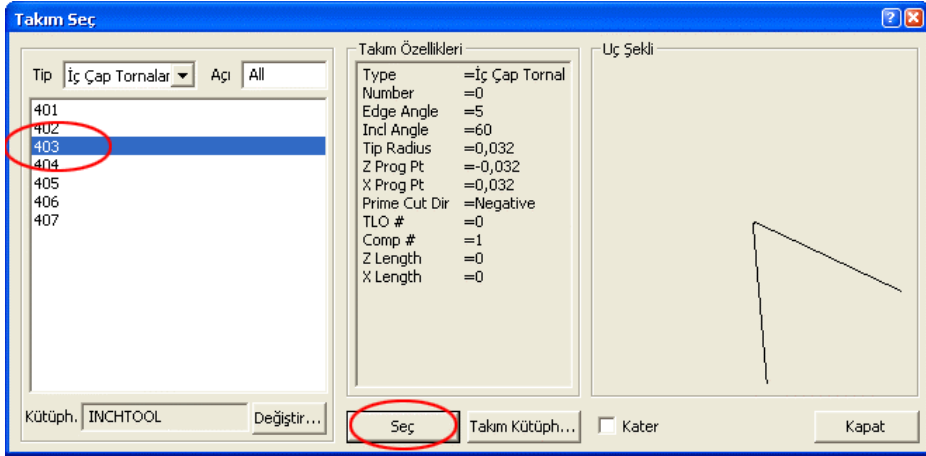 Takım Seç
Tip İç Çap Tornalar Açı All
401
402
403
404
405
406
407
Kütüph. INCHTOOL Değiştir...
Takım Özellikleri
Type =İç Çap Tornal
Number =0
Edge Angle =5
Incl Angle =60
Tip Radius =0,032
Z Prog Pt =-0,032
X Prog Pt =0,032
Prime Cut Dir =Negative
TLO # =0
Comp # =1
Z Length =0
X Length =0
Uç Şekli
Seç Takım Kütüph... Kater Kapat